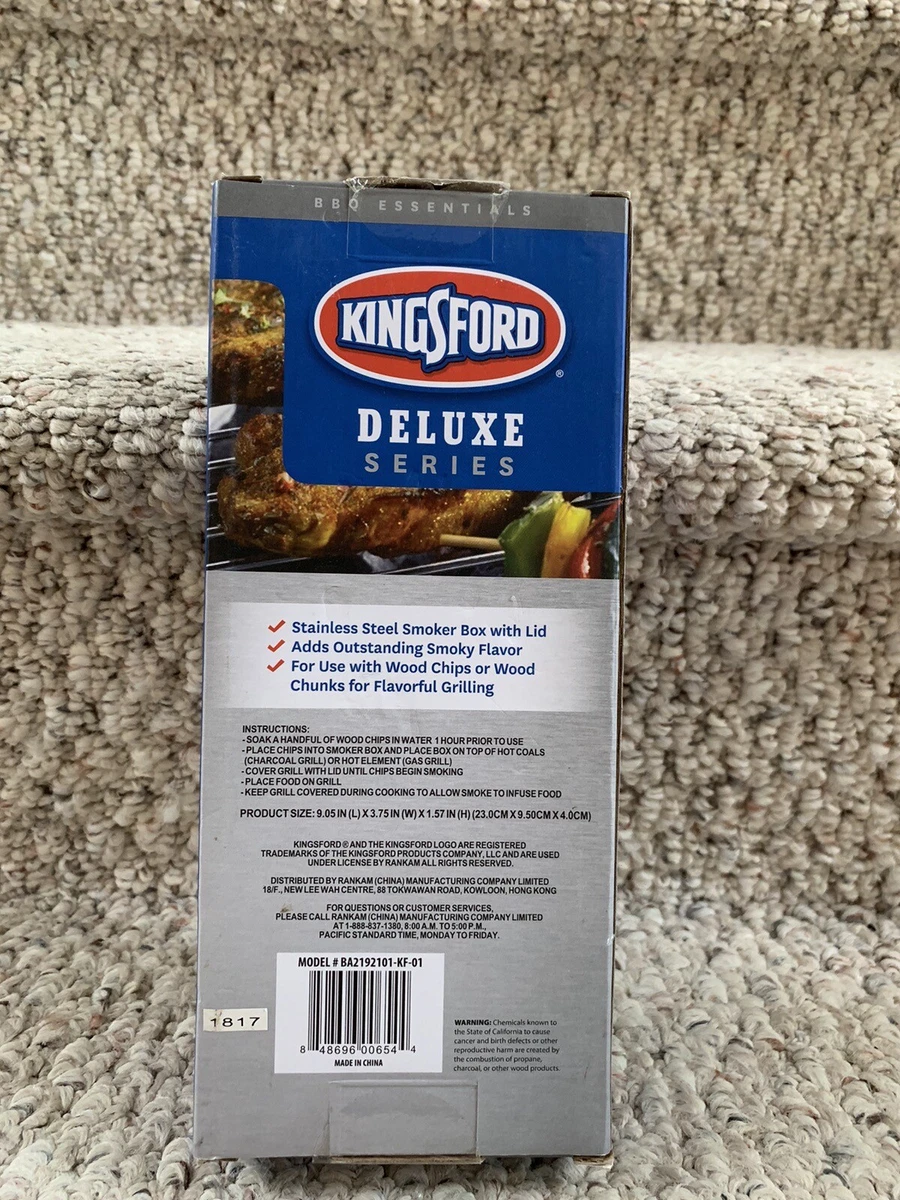 BBQ ESSENTIALS
KINGSFORD
®
DELUXE
SERIES
Stainless Steel Smoker Box with Lid
Adds Outstanding Smoky Flavor
For Use with Wood Chips or Wood
Chunks for Flavorful Grilling
INSTRUCTIONS:
- SOAK A HANDFUL OF WOOD CHIPS IN WATER 1 HOUR PRIOR TO USE
- PLACE CHIPS INTO SMOKER BOX AND PLACE BOX ON TOP OF HOT COALS
(CHARCOAL GRILL) OR HOT ELEMENT (GAS GRILL)
- COVER GRILL WITH LID UNTIL CHIPS BEGIN SMOKING
- PLACE FOOD ON GRILL
- KEEP GRILL COVERED DURING COOKING TO ALLOW SMOKE TO INFUSE FOOD
PRODUCT SIZE: 9.05 IN (L) X 3.75 IN (W) X 1.57 IN (H) (23.0CM X 9.50CM X 4.0CM)
KINGSFORD® AND THE KINGSFORD LOGO ARE REGISTERED
TRADEMARKS OF THE KINGSFORD PRODUCTS COMPANY, LLC AND ARE USED
UNDER LICENSE BY RANKAM ALL RIGHTS RESERVED.
DISTRIBUTED BY RANKAM (CHINA) MANUFACTURING COMPANY LIMITED
18/F., NEW LEE WAH CENTRE, 88 TOKWAWAN ROAD, KOWLOON, HONG KONG
FOR QUESTIONS OR CUSTOMER SERVICES,
PLEASE CALL RANKAM (CHINA) MANUFACTURING COMPANY LIMITED
AT 1-888-837-1380, 8:00 A.M. TO 5:00 P.M.,
PACIFIC STANDARD TIME, MONDAY TO FRIDAY.
MODEL # BA2192101-KF-01
8 48696 00654 4
MADE IN CHINA
1817
WARNING: Chemicals known to
the State of California to cause
cancer and birth defects or other
reproductive harm are created by
the combustion of propane,
charcoal, or other wood products.